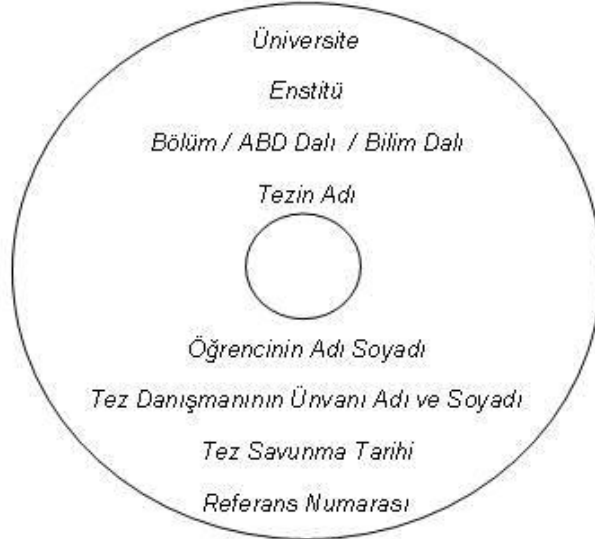 Üniversite
Enstitü
Bölüm / ABD Dalı / Bilim Dalı
Tezin Adı
Öğrencinin Adı Soyadı
Tez Danışmanının Ünvanı Adı ve Soyadı
Tez Savunma Tarihi
Referans Numarası